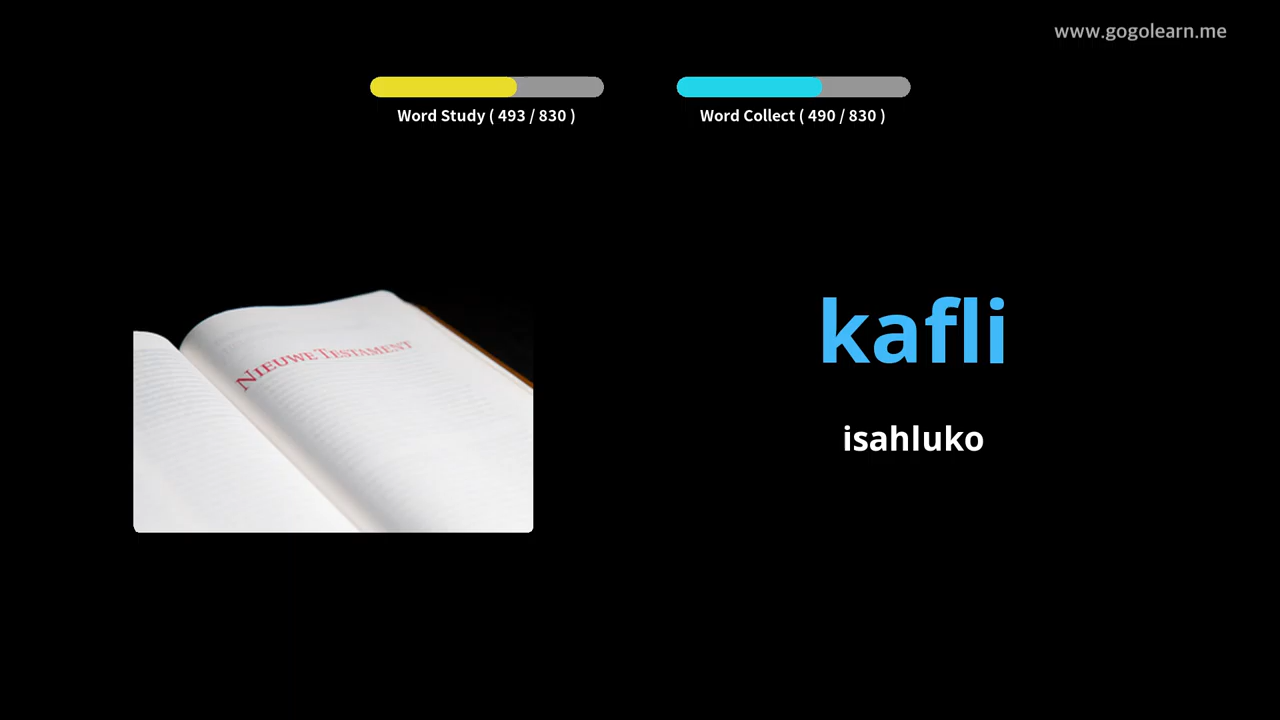 www.gogolearn.me
Word Study ( 493 / 830 )
Word Collect ( 490 / 830 )
NIEUWE TESTAMENT
kafli
isahluko